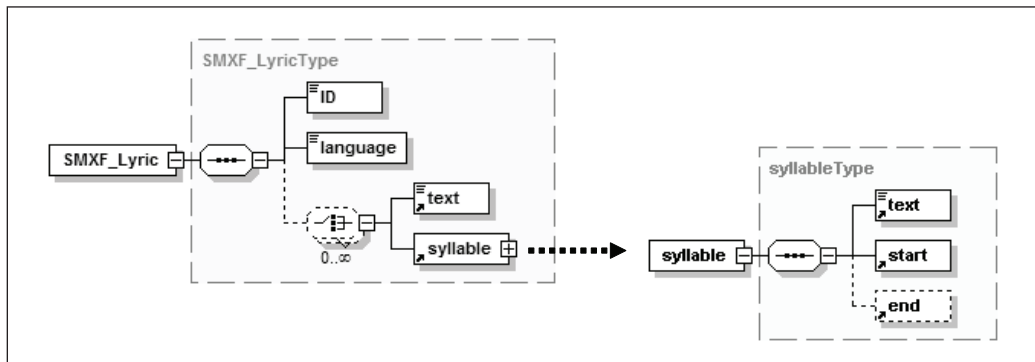 SMXF_LyricType
SMXF_Lyric
ID
language
text
syllable
0..∞
syllableType
syllable
text
start
end